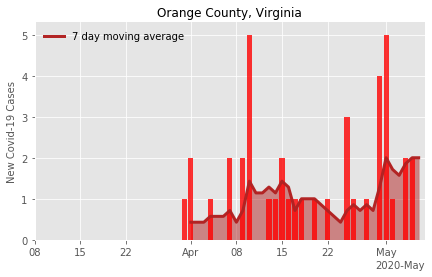 Orange County, Virginia
7 day moving average
New Covid-19 Cases
5
4
3
2
1
0
08 15 22 Apr 08 15 22 May
2020-May